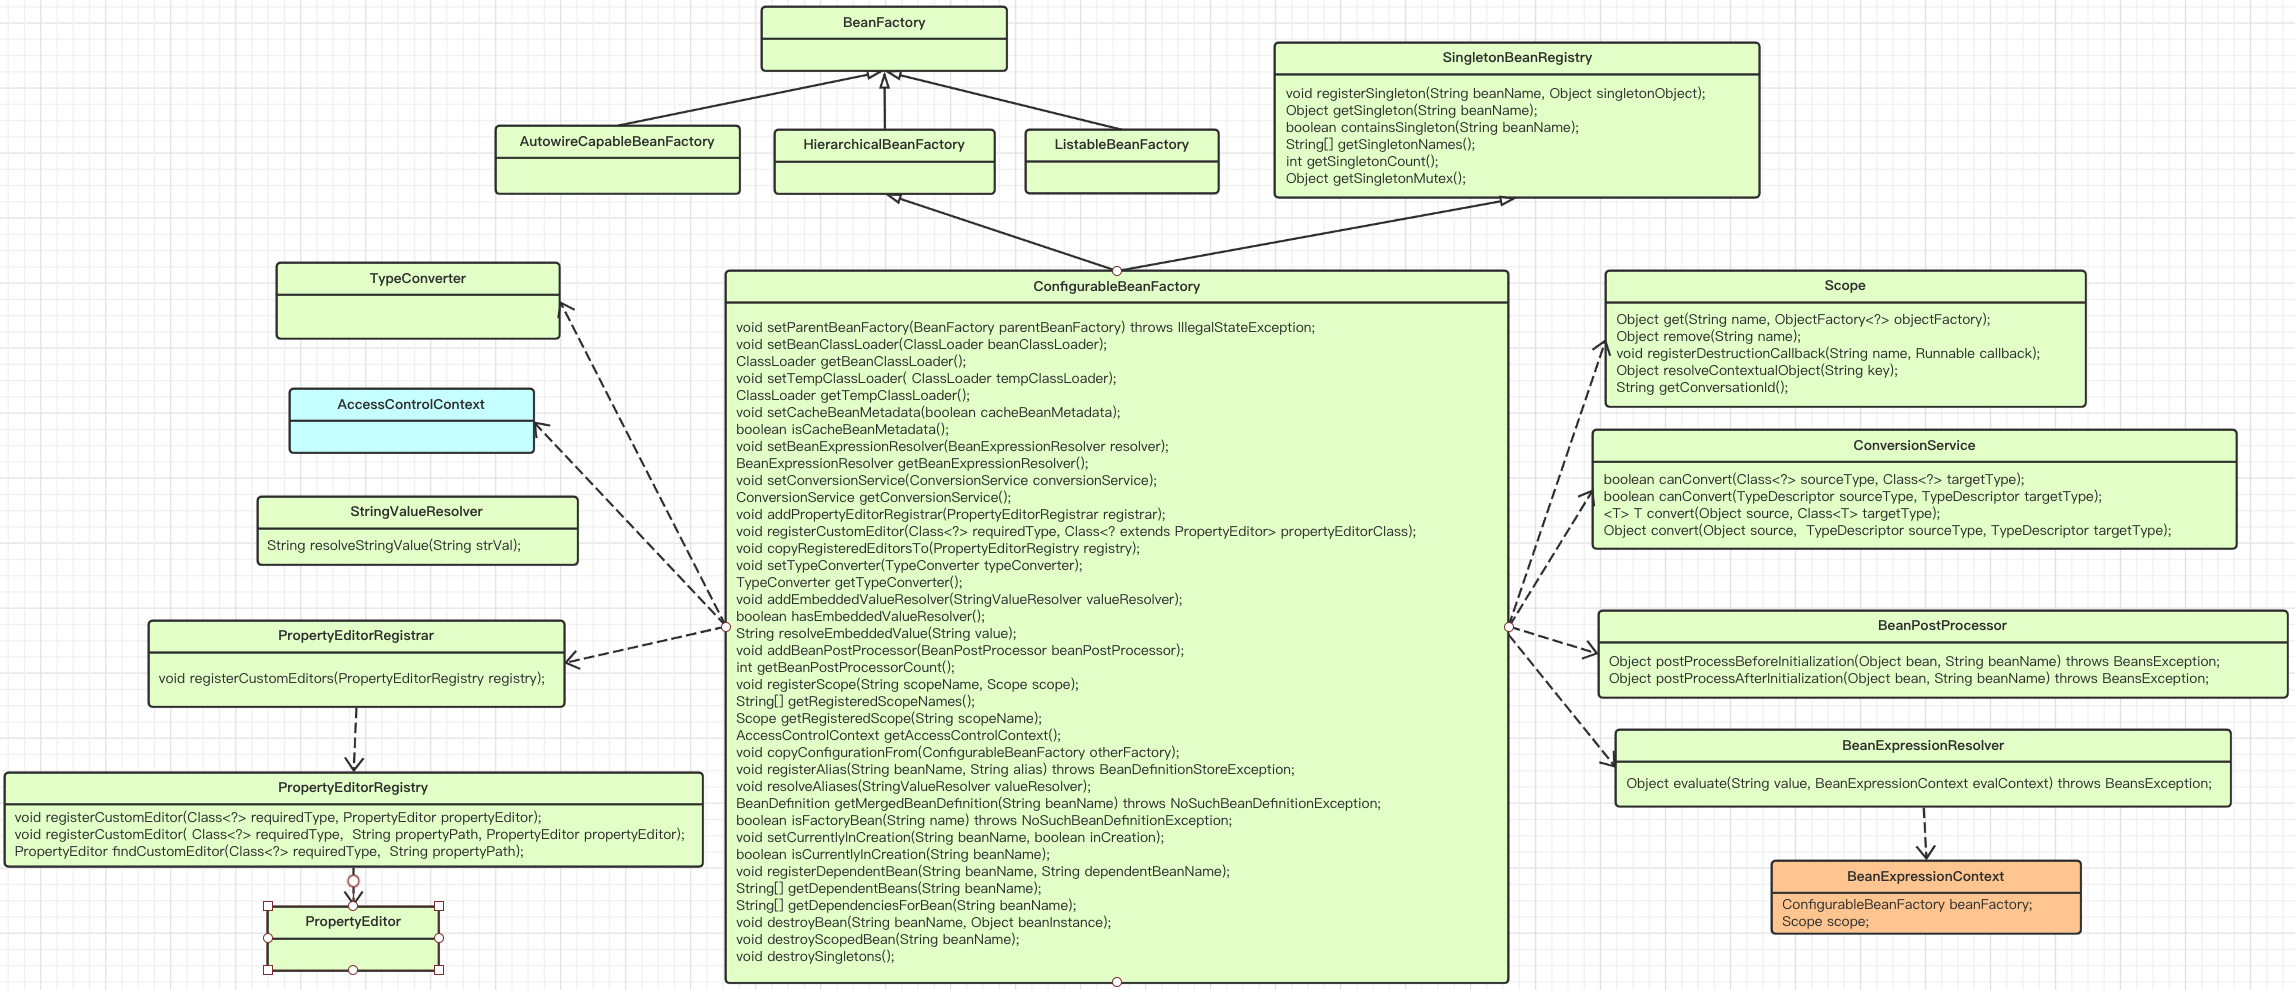 BeanFactory
AutowireCapableBeanFactory
HierarchicalBeanFactory
ListableBeanFactory
SingletonBeanRegistry
void registerSingleton(String beanName, Object singletonObject);
Object getSingleton(String beanName);
boolean containsSingleton(String beanName);
String[] getSingletonNames();
int getSingletonCount();
Object getSingletonMutex();
TypeConverter
AccessControlContext
StringValueResolver
String resolveStringValue(String strVal);
PropertyEditorRegistrar
void registerCustomEditors(PropertyEditorRegistry registry);
PropertyEditorRegistry
void registerCustomEditor(Class<?> requiredType, PropertyEditor propertyEditor);
void registerCustomEditor( Class<?> requiredType,  String propertyPath, PropertyEditor propertyEditor);
PropertyEditor findCustomEditor(Class<?> requiredType,  String propertyPath);
PropertyEditor
ConfigurableBeanFactory
void setParentBeanFactory(BeanFactory parentBeanFactory) throws IllegalStateException;
void setBeanClassLoader(ClassLoader beanClassLoader);
ClassLoader getBeanClassLoader();
void setTempClassLoader( ClassLoader tempClassLoader);
ClassLoader getTempClassLoader();
void setCacheBeanMetadata(boolean cacheBeanMetadata);
boolean isCacheBeanMetadata();
void setBeanExpressionResolver(BeanExpressionResolver resolver);
BeanExpressionResolver getBeanExpressionResolver();
void setConversionService(ConversionService conversionService);
ConversionService getConversionService();
void addPropertyEditorRegistrar(PropertyEditorRegistrar registrar);
void registerCustomEditor(Class<?> requiredType, Class<? extends PropertyEditor> propertyEditorClass);
void copyRegisteredEditorsTo(PropertyEditorRegistry registry);
void setTypeConverter(TypeConverter typeConverter);
TypeConverter getTypeConverter();
void addEmbeddedValueResolver(StringValueResolver valueResolver);
boolean hasEmbeddedValueResolver();
String resolveEmbeddedValue(String value);
void addBeanPostProcessor(BeanPostProcessor beanPostProcessor);
int getBeanPostProcessorCount();
void registerScope(String scopeName, Scope scope);
String[] getRegisteredScopeNames();
Scope getRegisteredScope(String scopeName);
AccessControlContext getAccessControlContext();
void copyConfigurationFrom(ConfigurableBeanFactory otherFactory);
void registerAlias(String beanName, String alias) throws BeanDefinitionStoreException;
void resolveAliases(StringValueResolver valueResolver);
BeanDefinition getMergedBeanDefinition(String beanName) throws NoSuchBeanDefinitionException;
boolean isFactoryBean(String name) throws NoSuchBeanDefinitionException;
void setCurrentlyInCreation(String beanName, boolean inCreation);
boolean isCurrentlyInCreation(String beanName);
void registerDependentBean(String beanName, String dependentBeanName);
String[] getDependentBeans(String beanName);
String[] getDependenciesForBean(String beanName);
void destroyBean(String beanName, Object beanInstance);
void destroyScopedBean(String beanName);
void destroySingletons();
Scope
Object get(String name, ObjectFactory<?> objectFactory);
Object remove(String name);
void registerDestructionCallback(String name, Runnable callback);
Object resolveContextualObject(String key);
String getConversationId();
ConversionService
boolean canConvert(Class<?> sourceType, Class<?> targetType);
boolean canConvert(TypeDescriptor sourceType, TypeDescriptor targetType);
<T> T convert(Object source, Class<T> targetType);
Object convert(Object source,  TypeDescriptor sourceType, TypeDescriptor targetType);
BeanPostProcessor
Object postProcessBeforeInitialization(Object bean, String beanName) throws BeansException;
Object postProcessAfterInitialization(Object bean, String beanName) throws BeansException;
BeanExpressionResolver
Object evaluate(String value, BeanExpressionContext evalContext) throws BeansException;
BeanExpressionContext
ConfigurableBeanFactory beanFactory;
Scope scope;